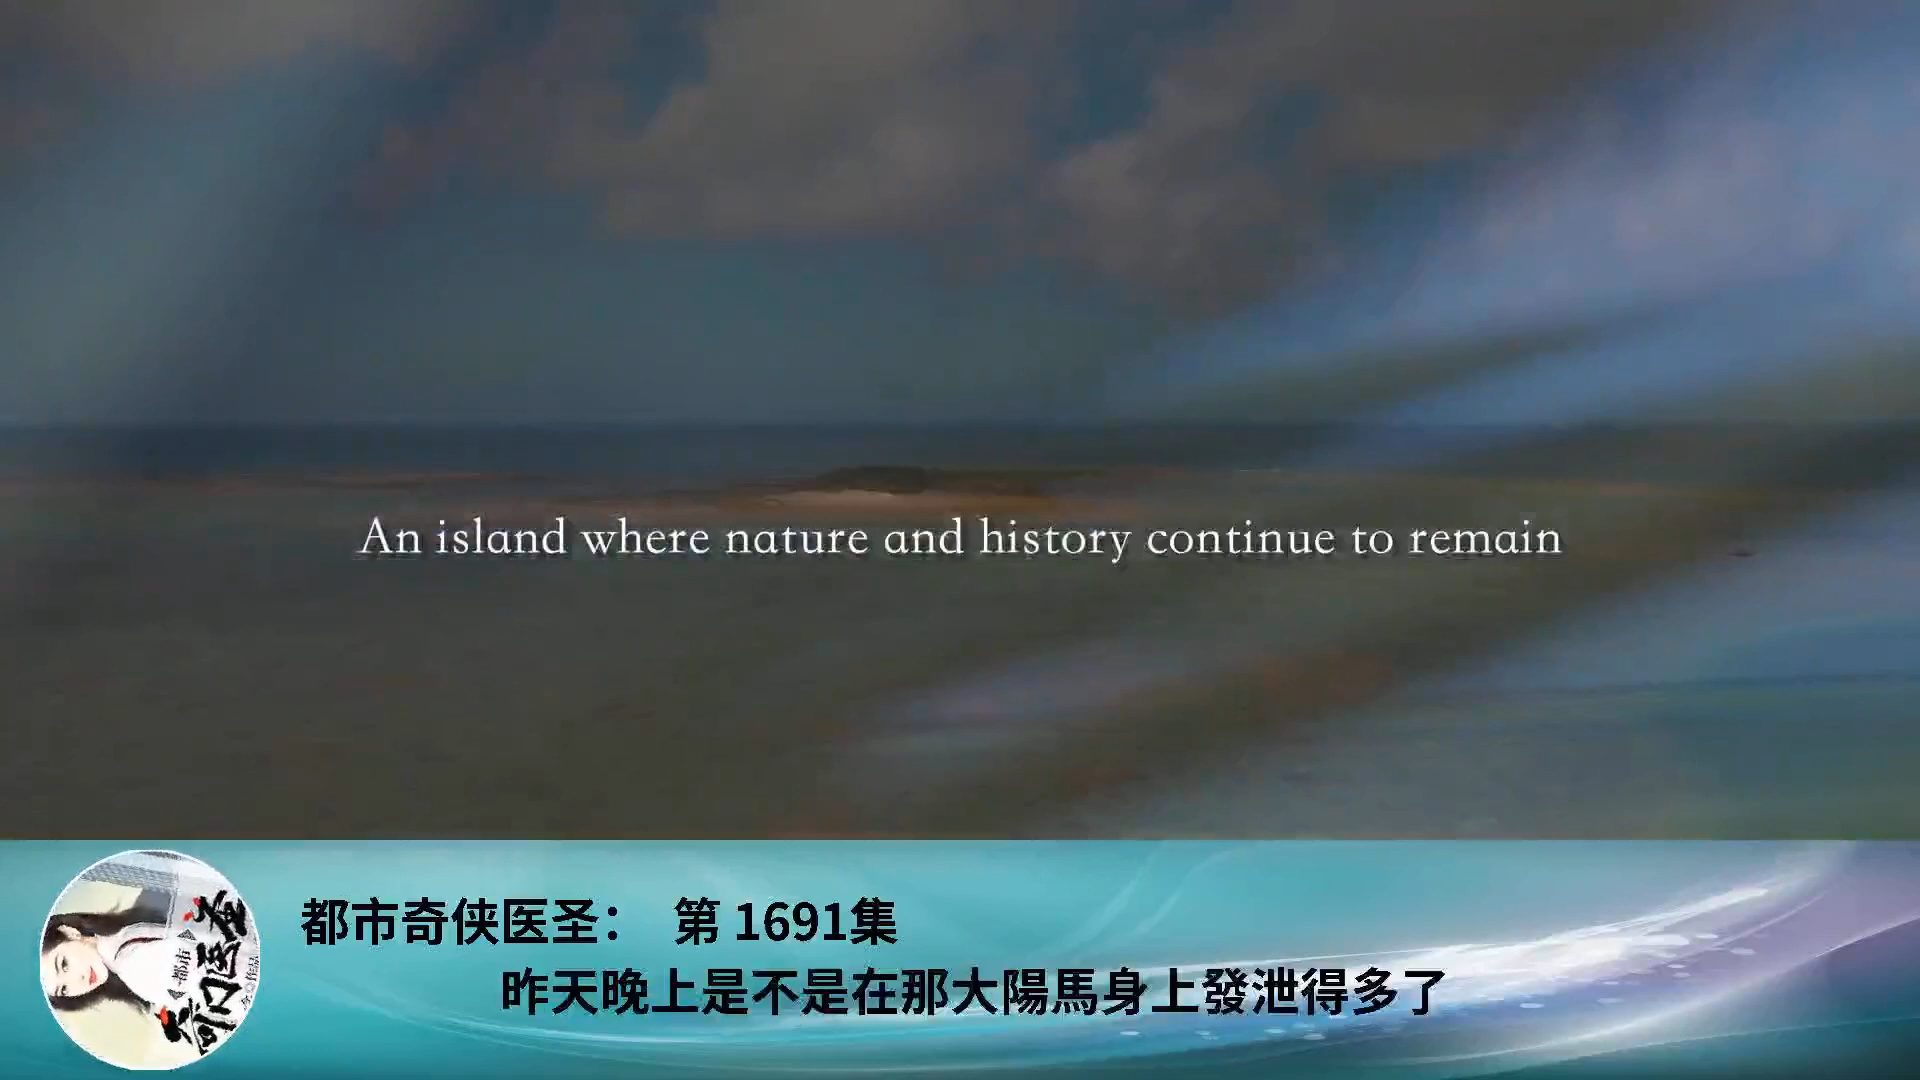 An island where nature and history continue to remain
都市奇侠医圣： 第 1691集
昨天晚上是不是在那大陽馬身上發泄得多了